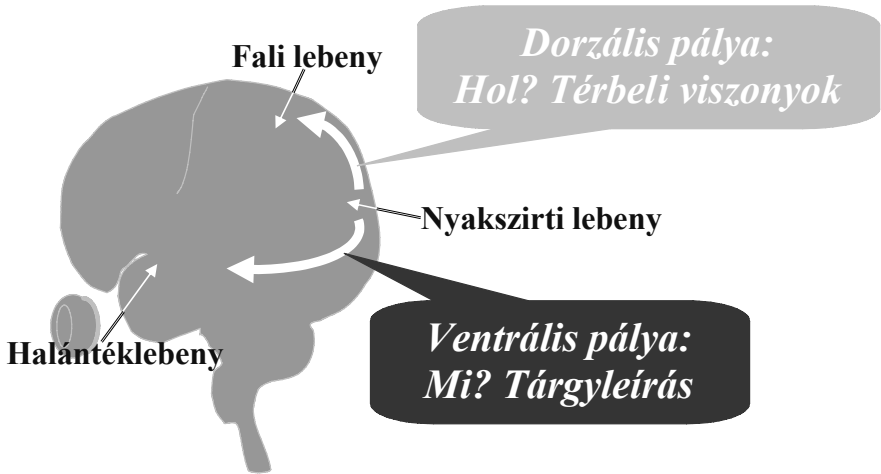 Fali lebeny
Dorzális pálya:
Hol? Térbeli viszonyok
Nyakszirti lebeny
Halántéklebeny
Ventrális pálya:
Mi? Tárgyleírás